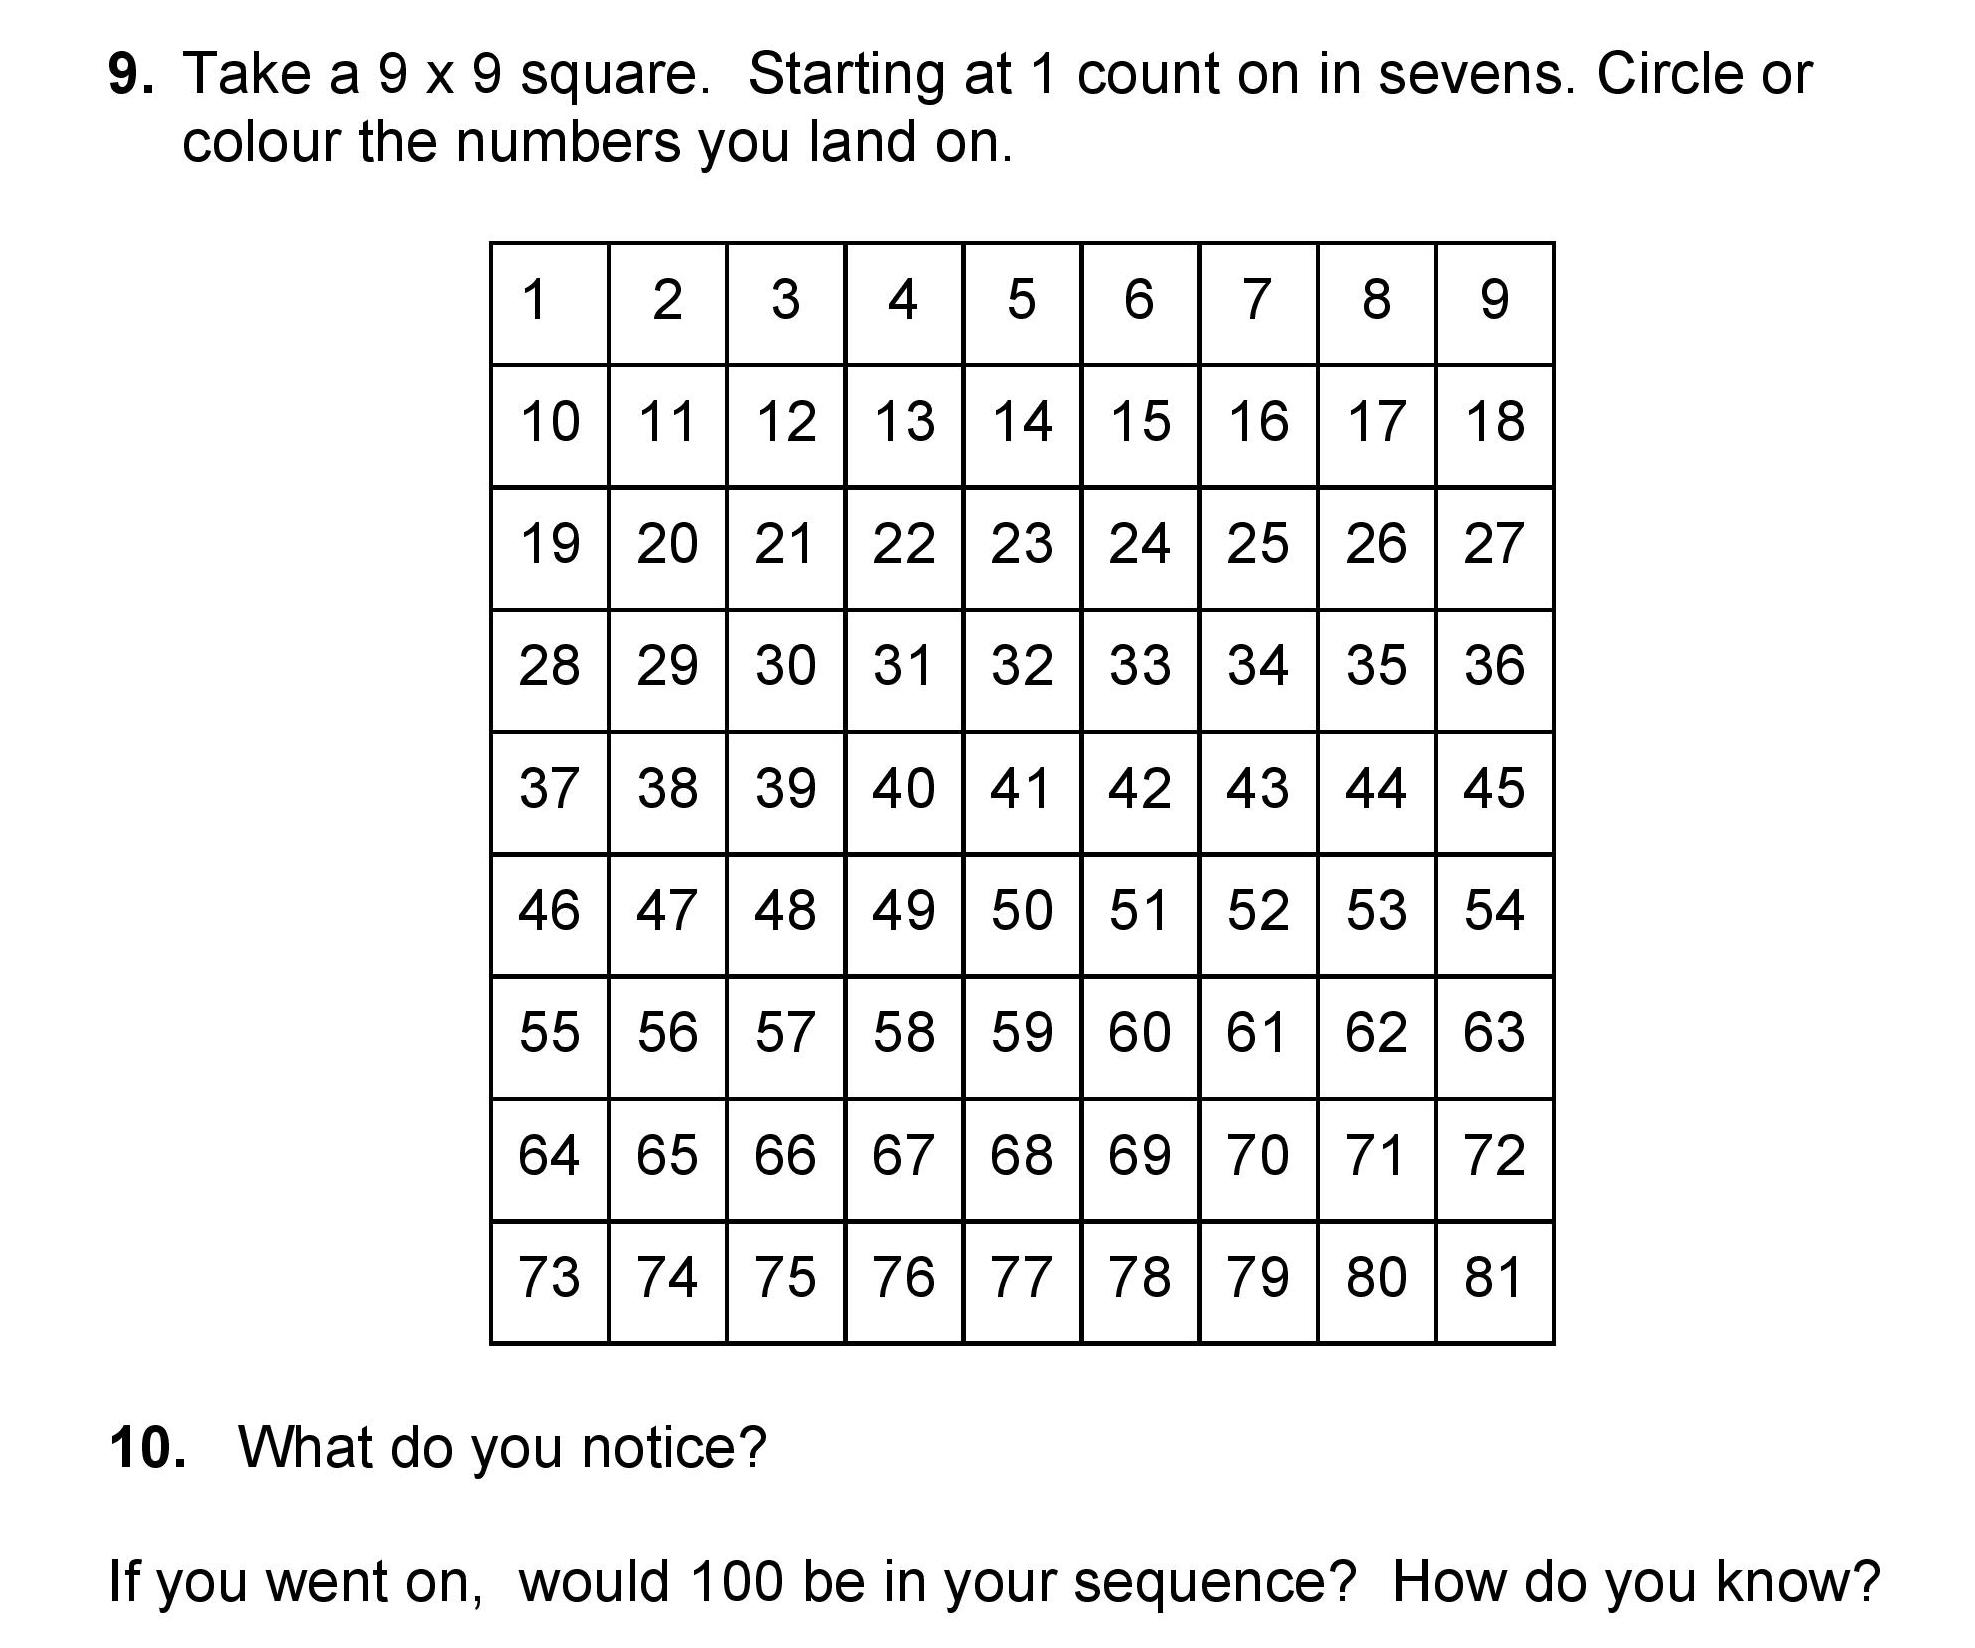 9. Take a 9 x 9 square. Starting at 1 count on in sevens. Circle or
colour the numbers you land on.
1 2 3 4 5 6 7 8 9
10 11 12 13 14 15 16 17 18
19 20 21 22 23 24 25 26 27
28 29 30 31 32 33 34 35 36
37 38 39 40 41 42 43 44 45
46 47 48 49 50 51 52 53 54
55 56 57 58 59 60 61 62 63
64 65 66 67 68 69 70 71 72
73 74 75 76 77 78 79 80 81
10. What do you notice?
If you went on, would 100 be in your sequence? How do you know?